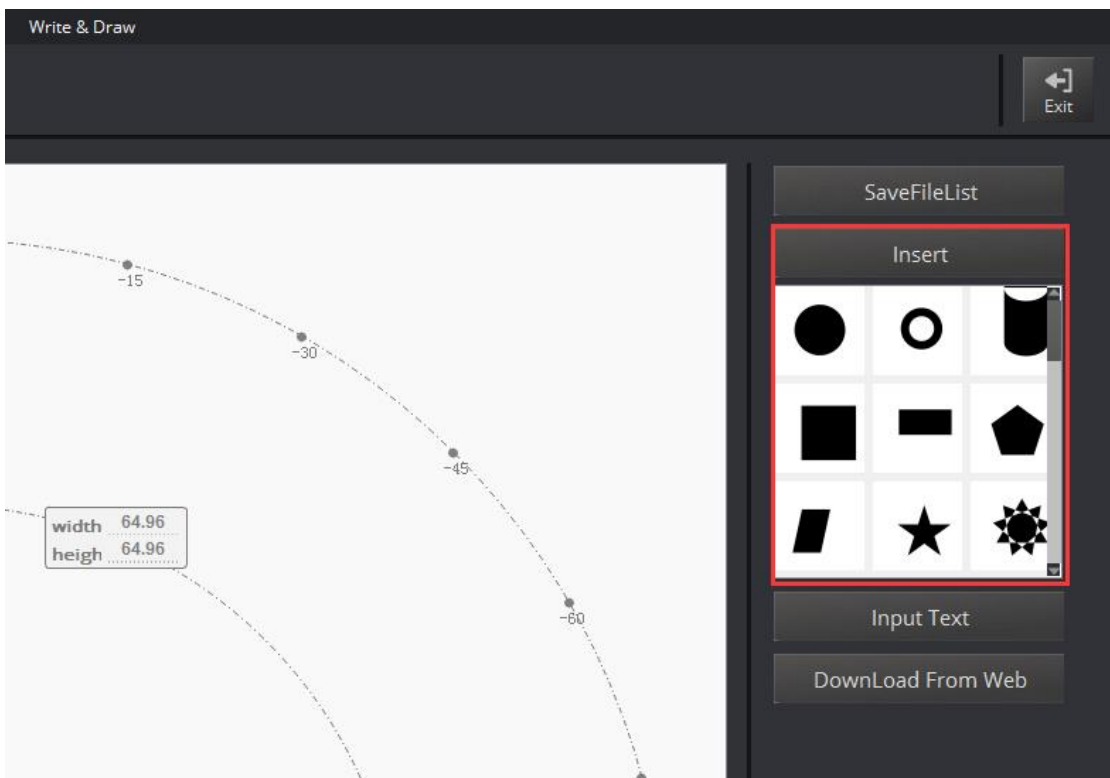 Write & Draw
Exit
SaveFileList
Insert
-15
-30
-45
width 64.96
heigh 64.96
-60
Input Text
DownLoad From Web